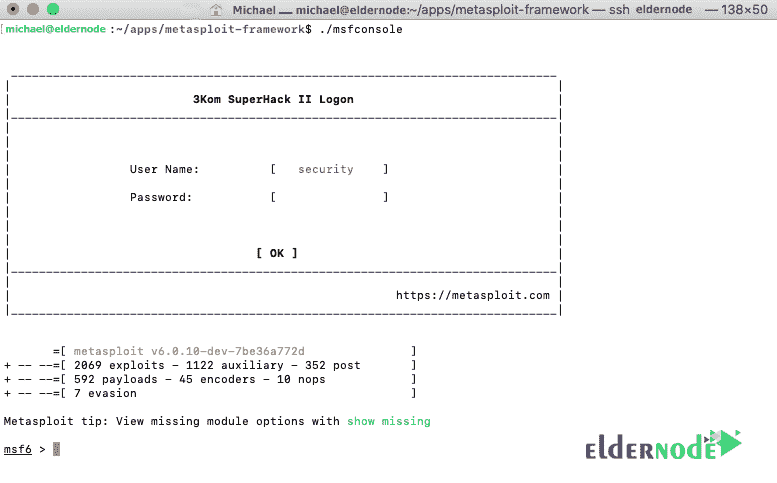 Michael — michael@eldernode:~/apps/metasploit-framework — ssh eldernode — 138×50
[michael@eldernode :~/apps/metasploit-framework$ ./msfconsole
3Kom SuperHack II Logon
User Name: [ security ]
Password: [ ]
[ OK ]
https://metasploit.com
=[ metasploit v6.0.10-dev-7be36a772d ]
+ -- --=[ 2069 exploits - 1122 auxiliary - 352 post ]
+ -- --=[ 592 payloads - 45 encoders - 10 nops ]
+ -- --=[ 7 evasion ]
Metasploit tip: View missing module options with show missing
msf6 >
eldernode